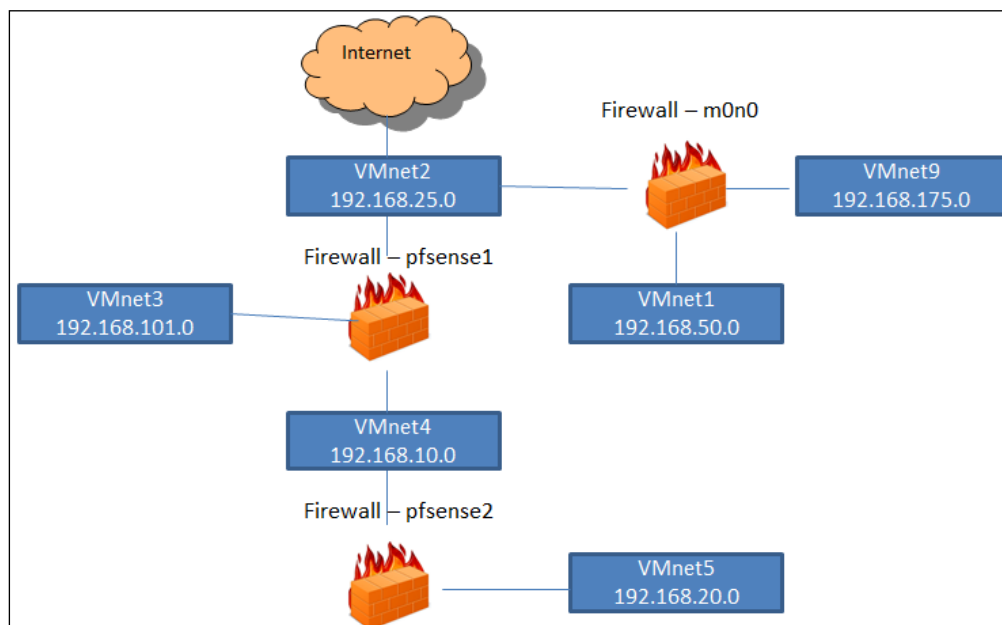 Internet
Firewall – m0n0
VMnet2
192.168.25.0
VMnet9
192.168.175.0
Firewall – pfsense1
VMnet3
192.168.101.0
VMnet1
192.168.50.0
VMnet4
192.168.10.0
Firewall – pfsense2
VMnet5
192.168.20.0